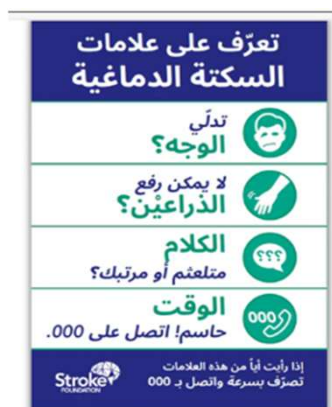 تعرّف على علامات
السكتة الدماغية
تدلّي
الوجه؟
لا يمكن رفع
الذراعيْن؟
الكلام
متلعثم أو مرتبك؟
؟؟؟
الوقت
حاسم! اتصل على 000.
000
إذا رأيت أياً من هذه العلامات
تصرّف بسرعة واتصل بـ 000
Stroke
FOUNDATION